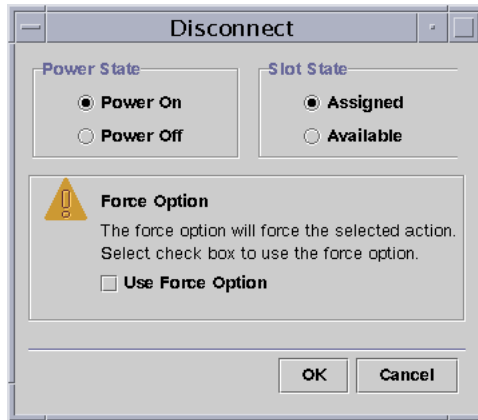 Disconnect
Power State
Slot State
Power On
Assigned
Power Off
Available
Force Option
The force option will force the selected action.
Select check box to use the force option.
Use Force Option
OK
Cancel